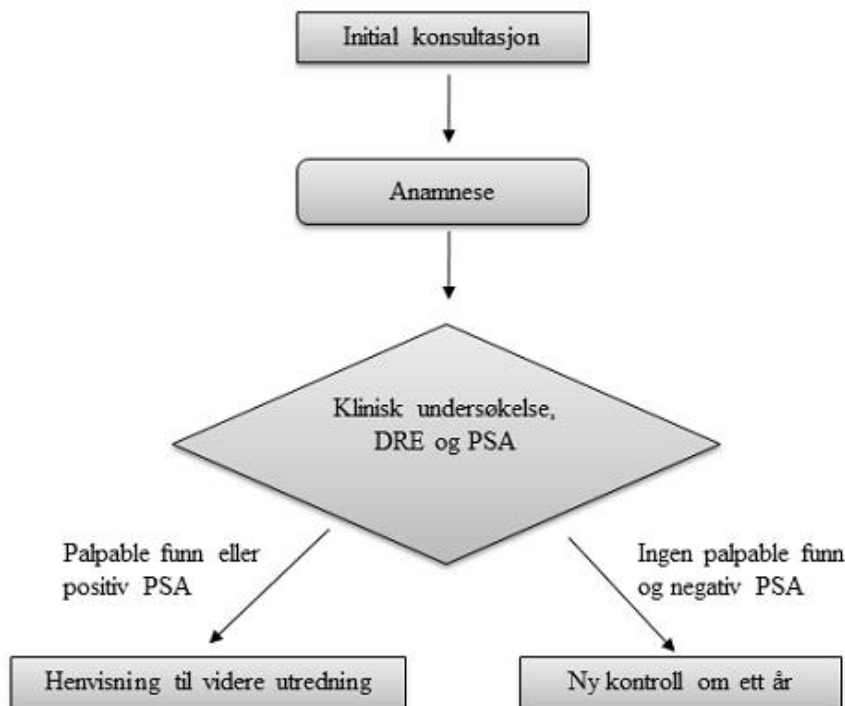 Initial konsultasjon
Anamnese
Klinisk undersøkelse,
DRE og PSA
Palpable funn eller
positiv PSA
Ingen palpable funn
og negativ PSA
Henvisning til videre utredning
Ny kontroll om ett år